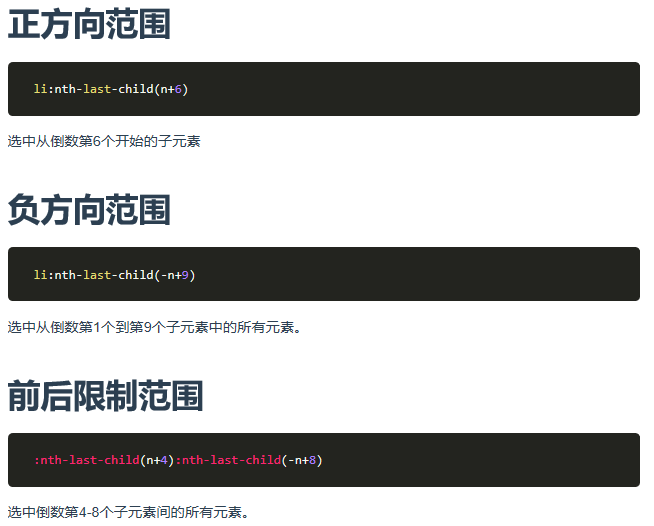 正方向范围
li:nth-last-child(n+6)
选中从倒数第6个开始的子元素
负方向范围
li:nth-last-child(-n+9)
选中从倒数第1个到第9个子元素中的所有元素。
前后限制范围
:nth-last-child(n+4):nth-last-child(-n+8)
选中倒数第4-8个子元素间的所有元素。